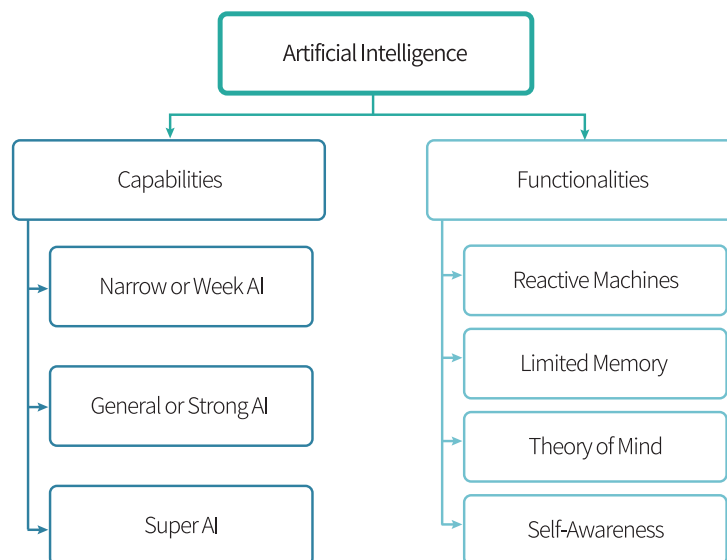 Artificial Intelligence
Capabilities
Narrow or Week AI
General or Strong AI
Super AI
Functionalities
Reactive Machines
Limited Memory
Theory of Mind
Self-Awareness